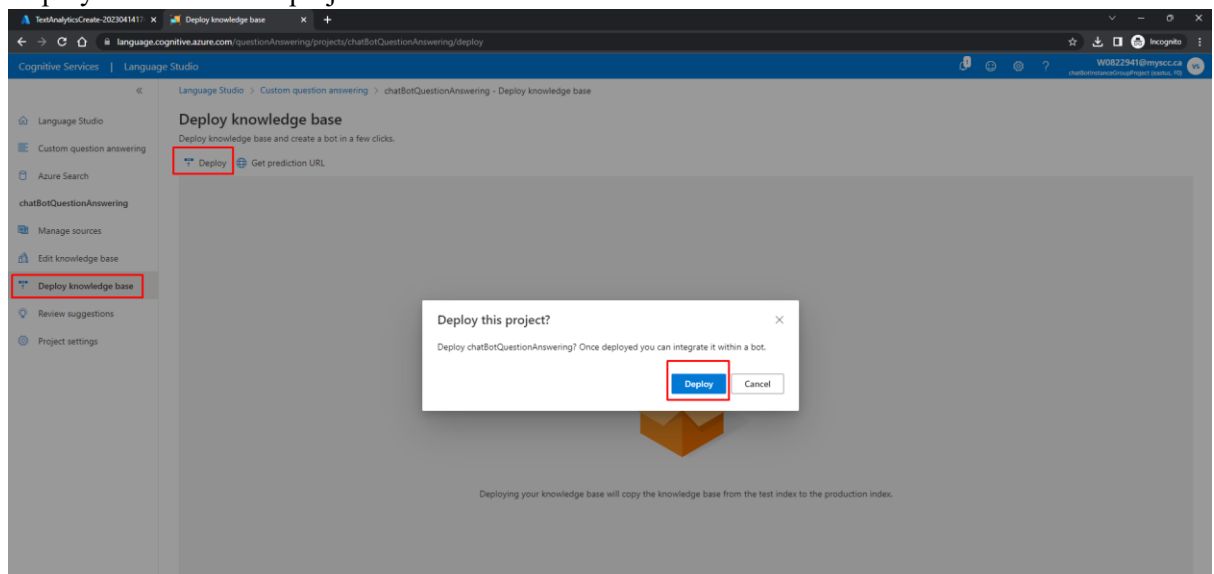 TextAnalyticsCreate-2023041417
Deploy knowledge base
language.cognitive.azure.com/questionAnswering/projects/chatBotQuestionAnswering/deploy
Incognito
Cognitive Services | Language Studio
?
W0822941@myscc.ca
chatBotInstanceGroupProject (eastus, F0)
VS
Language Studio > Custom question answering > chatBotQuestionAnswering - Deploy knowledge base
Language Studio
Custom question answering
Azure Search
chatBotQuestionAnswering
Manage sources
Edit knowledge base
Deploy knowledge base
Review suggestions
Project settings
Deploy knowledge base
Deploy knowledge base and create a bot in a few clicks.
Deploy
Get prediction URL
Deploy this project?
Deploy chatBotQuestionAnswering? Once deployed you can integrate it within a bot.
Deploy
Cancel
Deploying your knowledge base will copy the knowledge base from the test index to the production index.